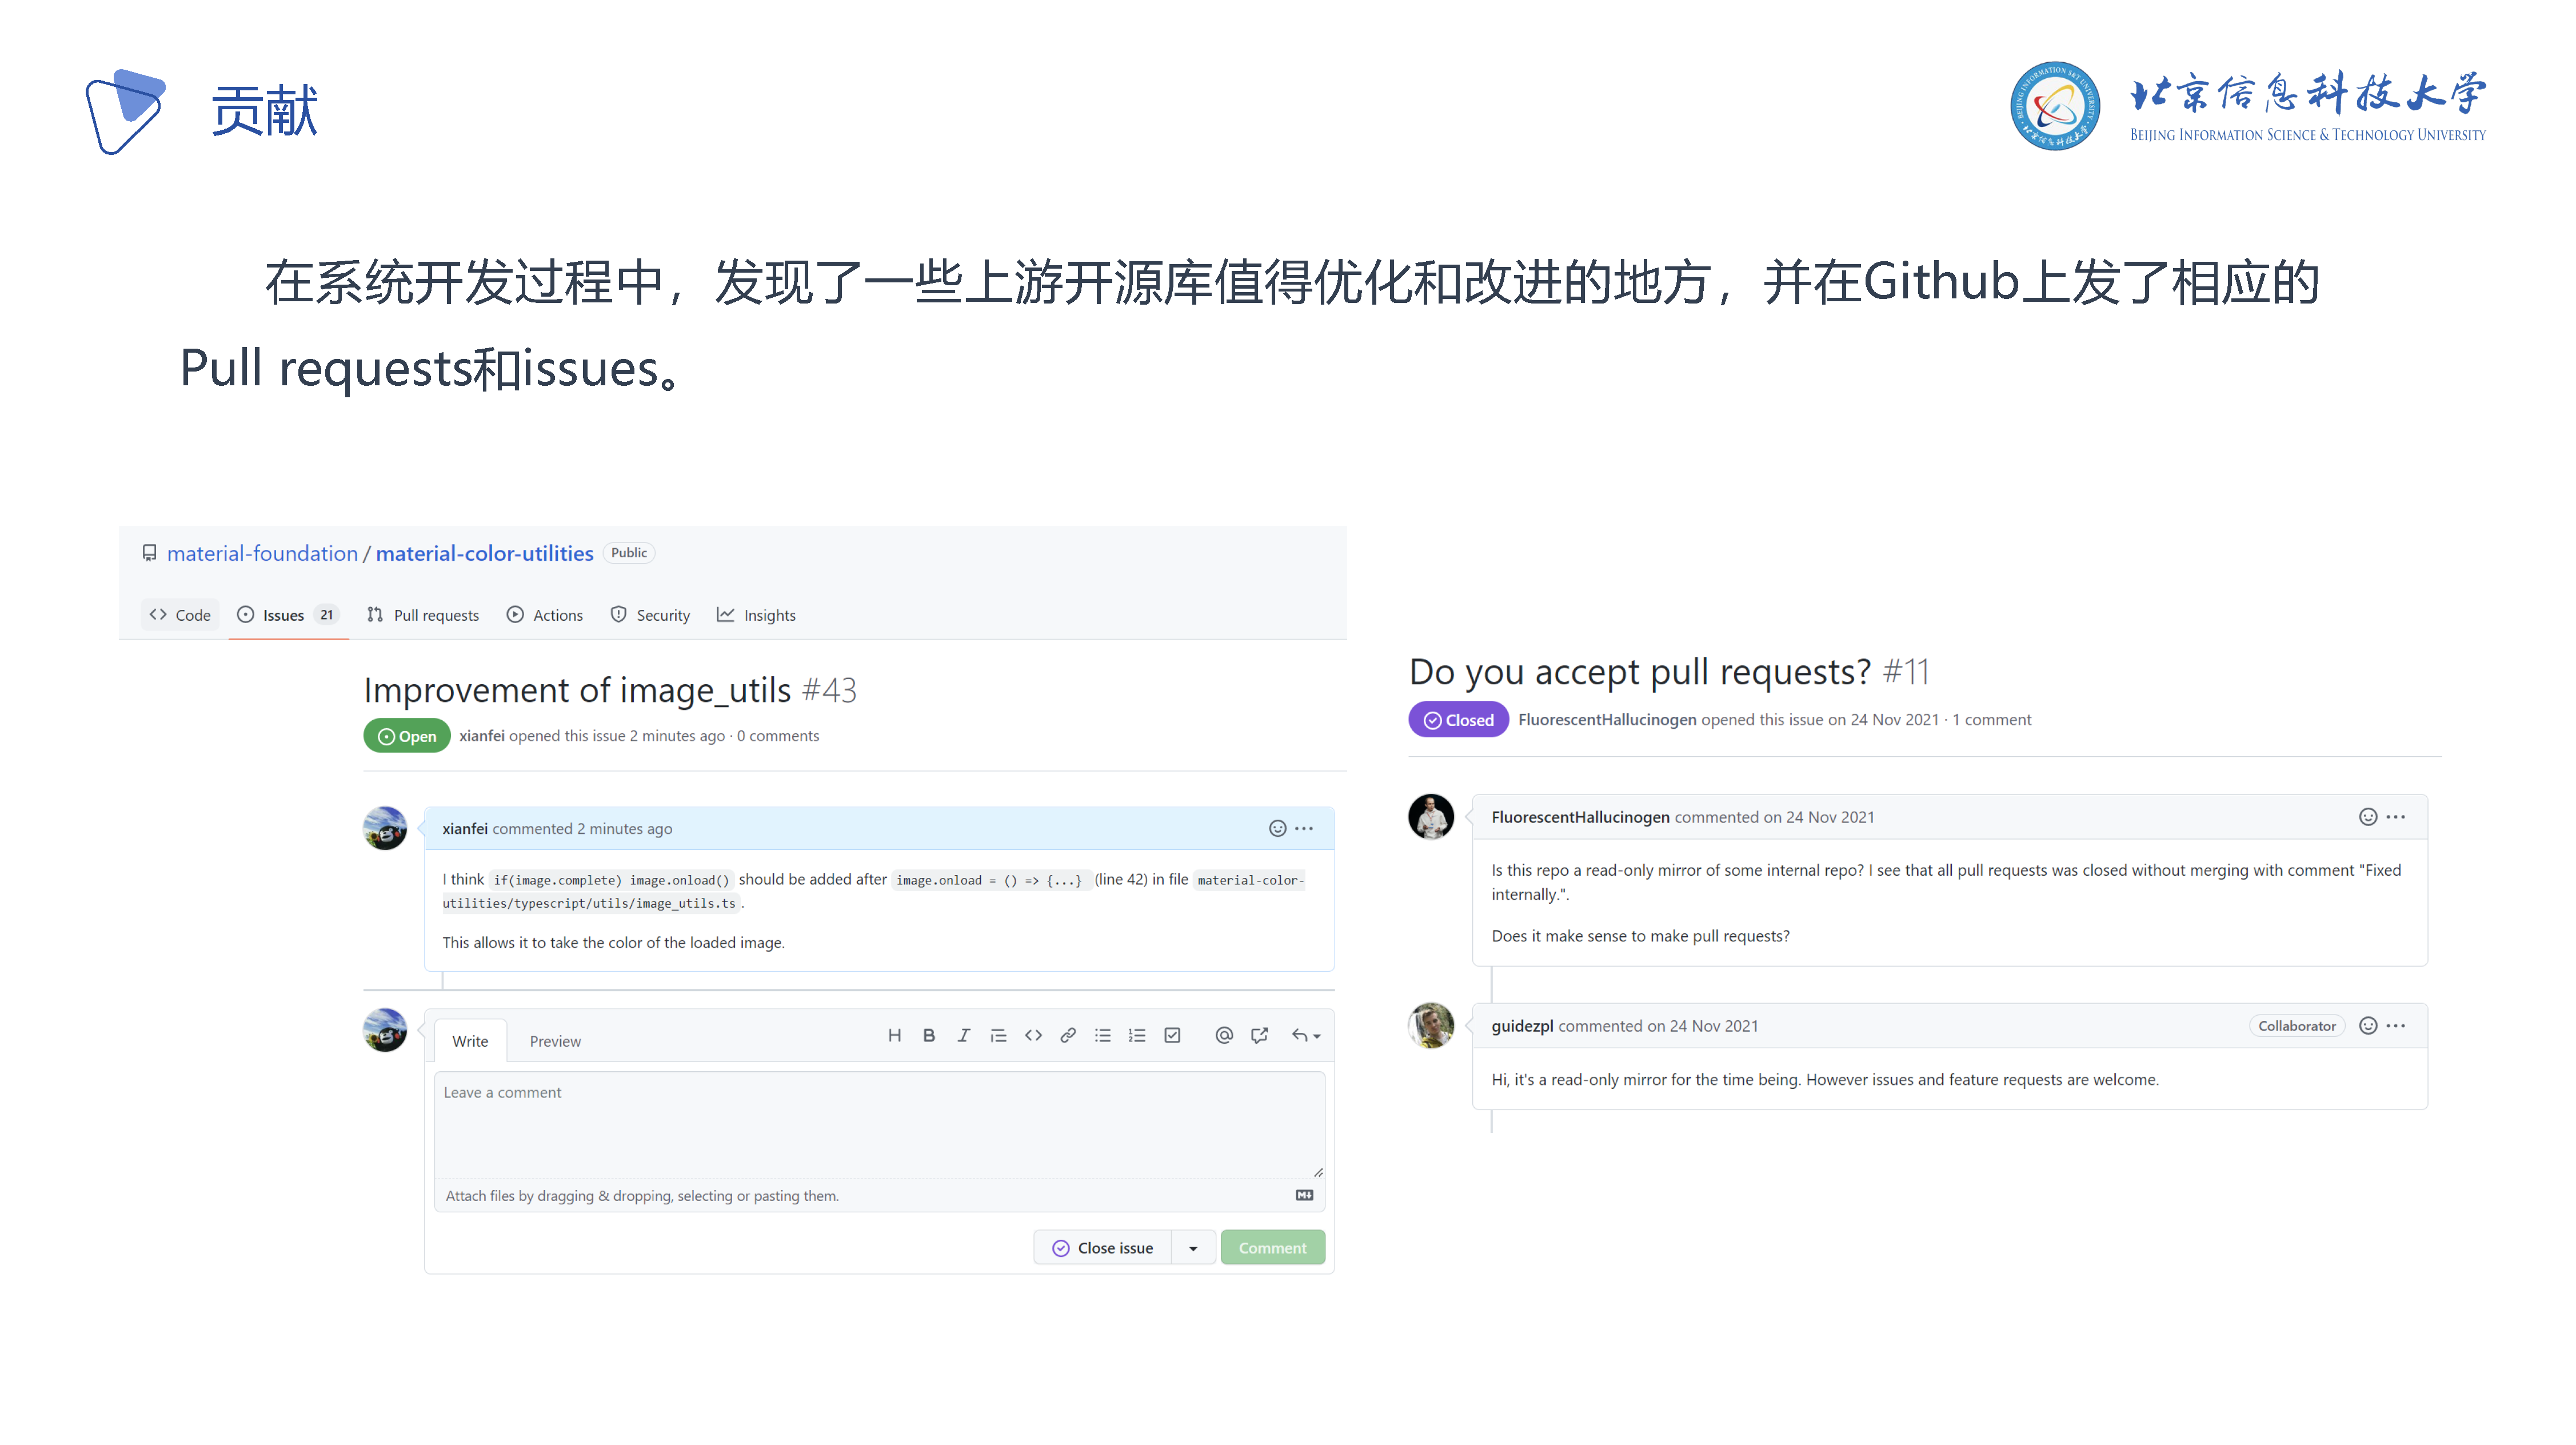 贡献
北京信息科技大学
BEIJING INFORMATION SCIENCE & TECHNOLOGY UNIVERSITY
BEIJING INFORMATION S&T UNIVERSITY
北京信息科技大学
在系统开发过程中，发现了一些上游开源库值得优化和改进的地方，并在Github上发了相应的
Pull requests和issues。
material-foundation / material-color-utilities Public
Code Issues 21 Pull requests Actions Security Insights
Improvement of image_utils #43
Open xianfei opened this issue 2 minutes ago · 0 comments
xianfei commented 2 minutes ago
I think if(image.complete) image.onload() should be added after image.onload = () => {...} (line 42) in file material-color-
utilities/typescript/utils/image_utils.ts .
This allows it to take the color of the loaded image.
Write Preview
Leave a comment
Attach files by dragging & dropping, selecting or pasting them.
Close issue Comment
Do you accept pull requests? #11
Closed FluorescentHallucinogen opened this issue on 24 Nov 2021 · 1 comment
FluorescentHallucinogen commented on 24 Nov 2021
Is this repo a read-only mirror of some internal repo? I see that all pull requests was closed without merging with comment "Fixed
internally.".
Does it make sense to make pull requests?
guidezpl commented on 24 Nov 2021 Collaborator
Hi, it's a read-only mirror for the time being. However issues and feature requests are welcome.